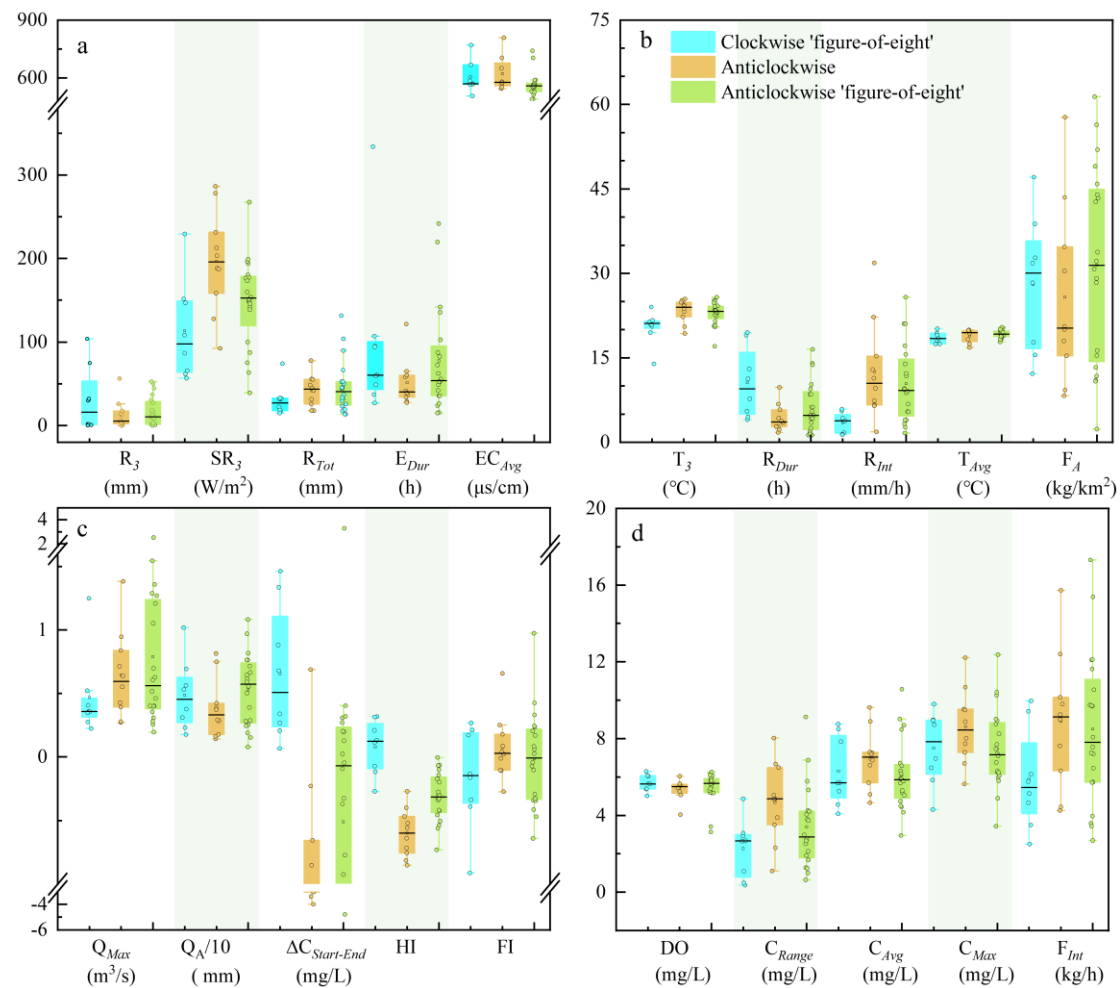 a
900
600
300
200
100
0
R3 SR3 RTot EDur ECAvg
(mm) (W/m²) (mm) (h) (μs/cm)
b
Clockwise 'figure-of-eight'
Anticlockwise
Anticlockwise 'figure-of-eight'
75
60
45
30
15
0
T3 RDur RInt TAvg FA
(°C) (h) (mm/h) (°C) (kg/km²)
c
4
2
1
0
-4
-6
QMax QA/10 ΔCStart-End HI FI
(m³/s) ( mm) (mg/L)
d
20
16
12
8
4
0
DO CRange CAvg CMax FInt
(mg/L) (mg/L) (mg/L) (mg/L) (kg/h)